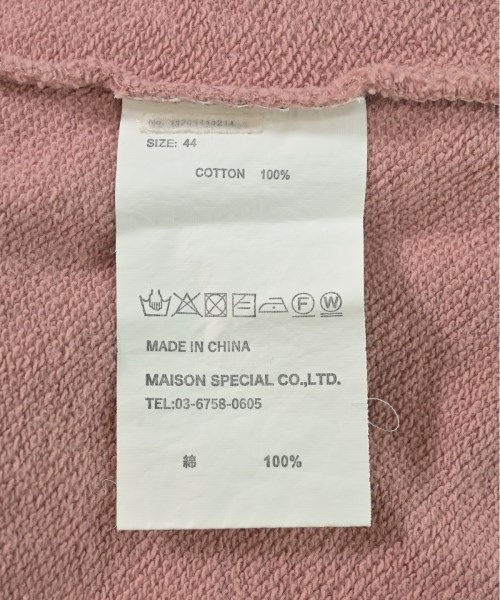 SIZE: 44
COTTON 100%
F W
MADE IN CHINA
MAISON SPECIAL CO.,LTD.
TEL:03-6758-0605
綿 100%